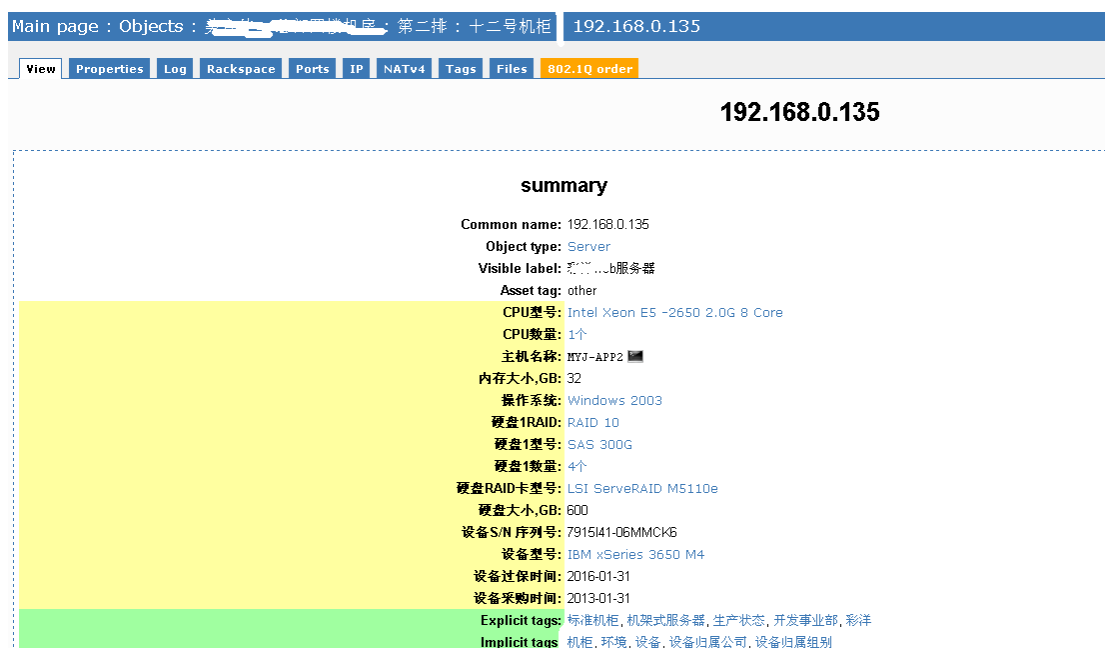 Main page : Objects : : 第二排 : 十二号机柜 192.168.0.135
View Properties Log Rackspace Ports IP NATv4 Tags Files 802.1Q order
192.168.0.135
summary
Common name: 192.168.0.135
Object type: Server
Visible label: b服务器
Asset tag: other
CPU型号: Intel Xeon E5 -2650 2.0G 8 Core
CPU数量: 1个
主机名称: MYJ-APP2
内存大小,GB: 32
操作系统: Windows 2003
硬盘1RAID: RAID 10
硬盘1型号: SAS 300G
硬盘1数量: 4个
硬盘RAID卡型号: LSI ServeRAID M5110e
硬盘大小,GB: 600
设备S/N 序列号: 7915I41-06MMCK6
设备型号: IBM xSeries 3650 M4
设备过保时间: 2016-01-31
设备采购时间: 2013-01-31
Explicit tags: 标准机柜, 机架式服务器, 生产状态, 开发事业部, 彩洋
Implicit tags 机柜, 环境, 设备, 设备归属公司, 设备归属组别